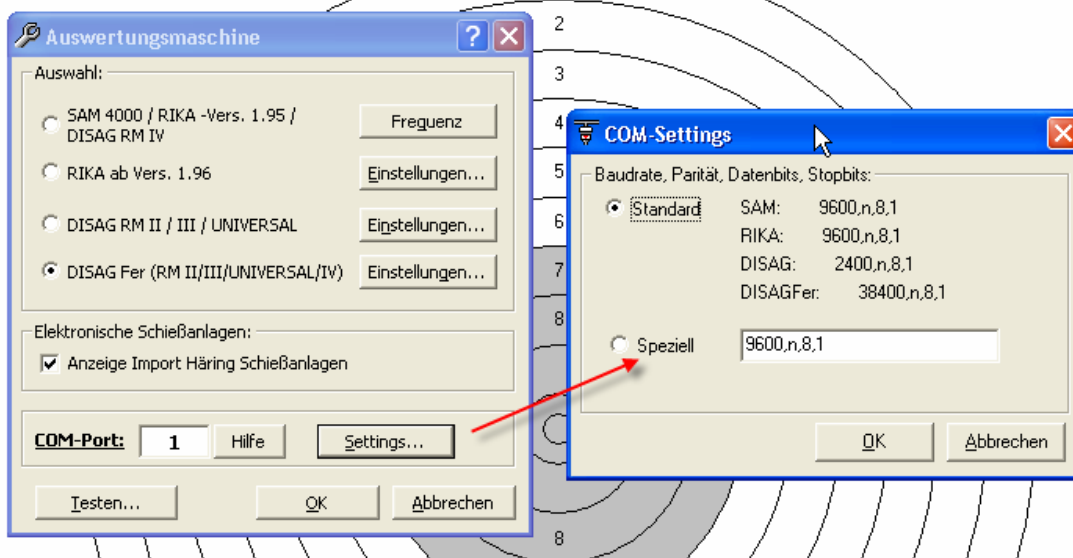 Auswertungsmaschine
Auswahl:
SAM 4000 / RIKA -Vers. 1.95 /
DISAG RM IV
Frequenz
RIKA ab Vers. 1.96
Einstellungen...
DISAG RM II / III / UNIVERSAL
Einstellungen...
DISAG Fer (RM II/III/UNIVERSAL/IV)
Einstellungen...
Elektronische Schießanlagen:
Anzeige Import Häring Schießanlagen
COM-Port:
1
Hilfe
Settings...
Testen...
OK
Abbrechen
2
3
4
5
6
7
8
8
COM-Settings
Baudrate, Parität, Datenbits, Stopbits:
Standard
SAM: 9600,n,8,1
RIKA: 9600,n,8,1
DISAG: 2400,n,8,1
DISAGFer: 38400,n,8,1
Speziell
9600,n,8,1
OK
Abbrechen